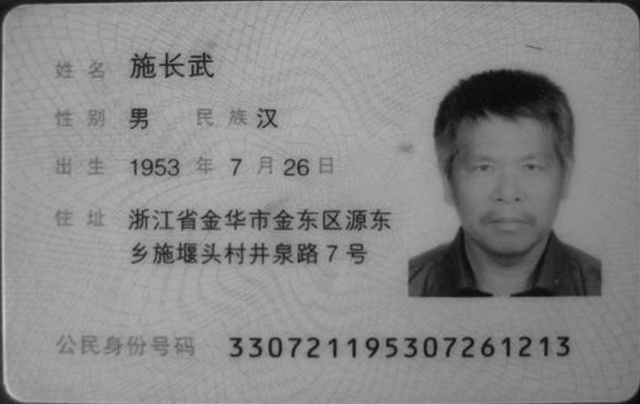 姓名 施长武
性别 男 民族 汉
出生 1953 年 7 月 26 日
住址 浙江省金华市金东区源东
乡施堰头村井泉路7号
公民身份号码 330721195307261213